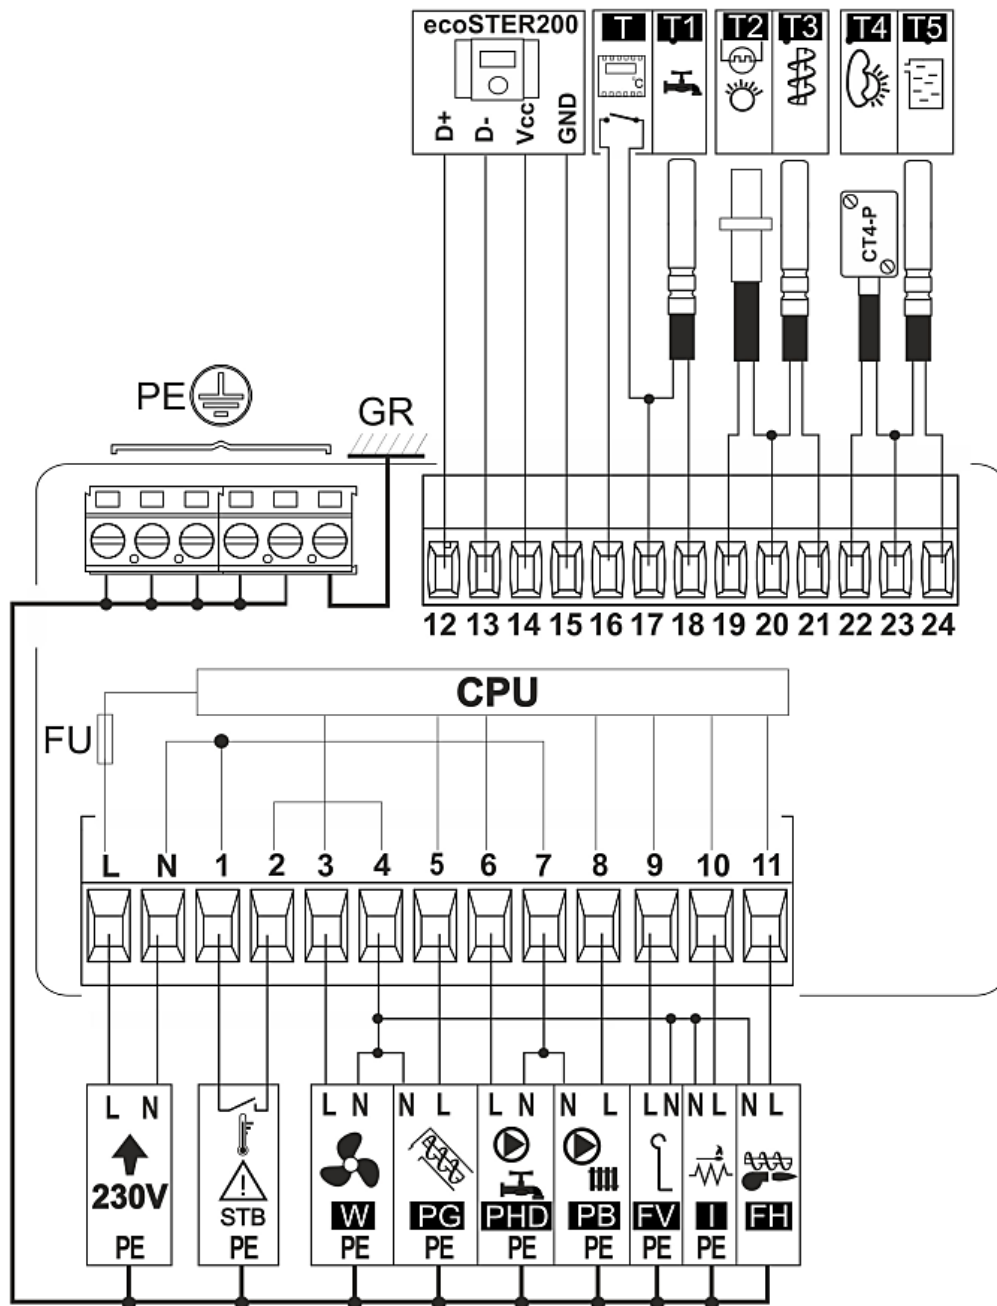 ecoSTER200 T T1 T2 T3 T4 T5
°C
D+ D- Vcc GND
CT4-P
PE GR
12 13 14 15 16 17 18 19 20 21 22 23 24
CPU
FU
L N 1 2 3 4 5 6 7 8 9 10 11
L N L N N L L N N L L N N L N L
230V STB W PG PHD PB FV I FH
PE PE PE PE PE PE PE PE